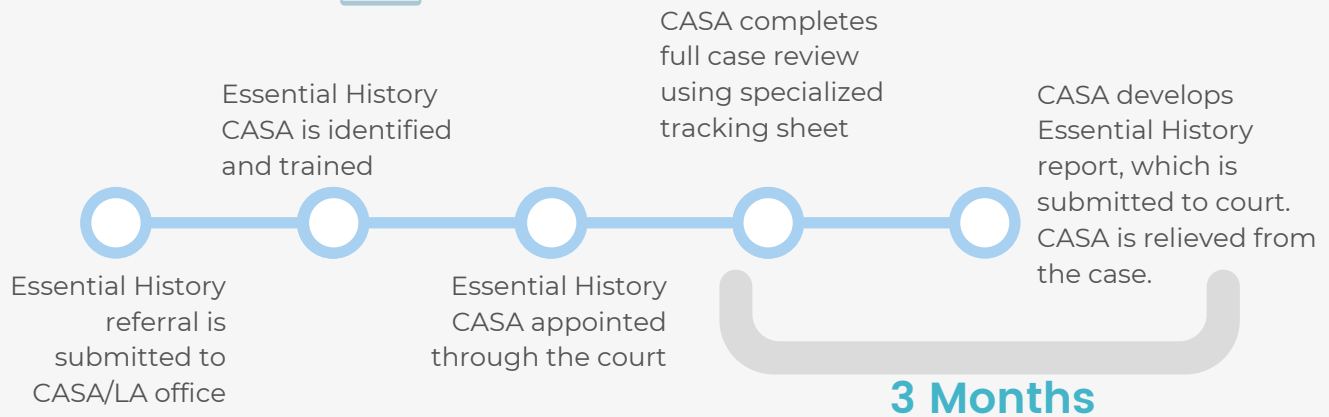 Essential History
referral is
submitted to
CASA/LA office
Essential History
CASA is identified
and trained
Essential History
CASA appointed
through the court
CASA completes
full case review
using specialized
tracking sheet
CASA develops
Essential History
report, which is
submitted to court.
CASA is relieved from
the case.
3 Months